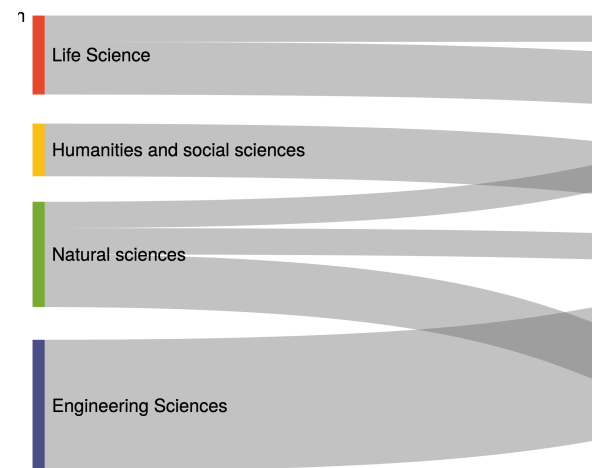 Life Science
Humanities and social sciences
Natural sciences
Engineering Sciences